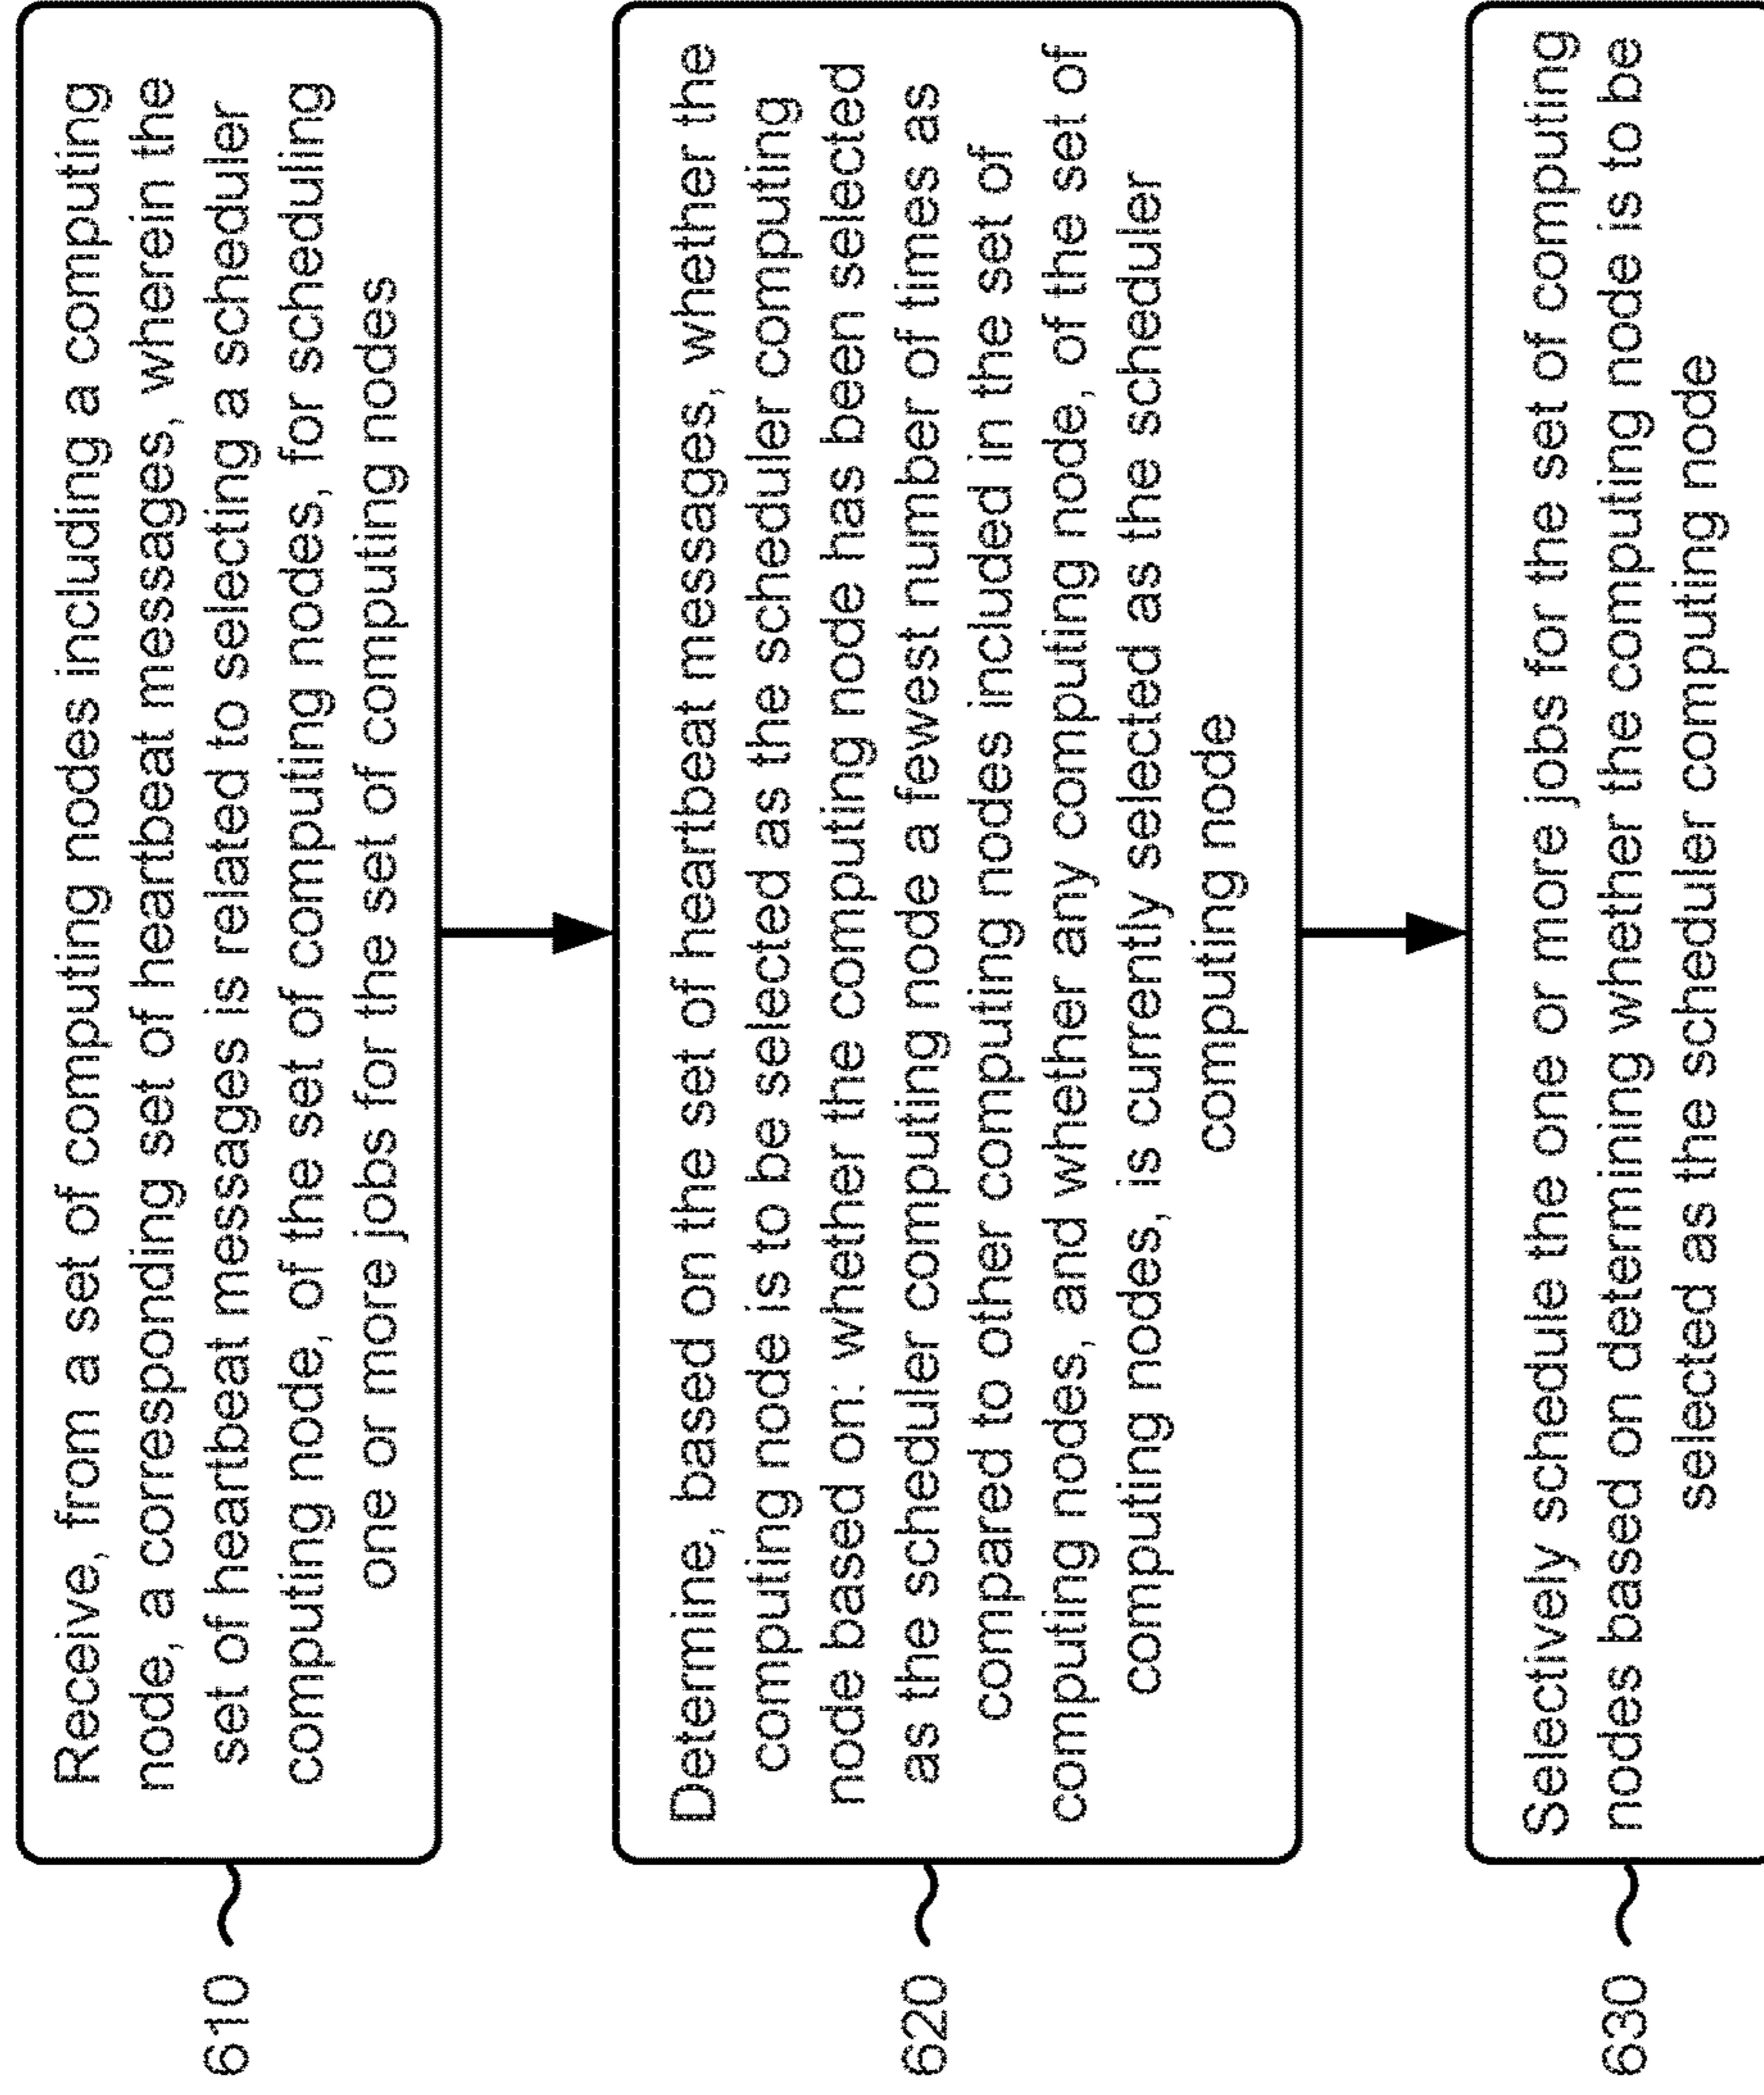 610
Receive, from a set of computing nodes including a computing
node, a corresponding set of heartbeat messages, wherein the
set of heartbeat messages is related to selecting a scheduler
computing node, of the set of computing nodes, for scheduling
one or more jobs for the set of computing nodes
620
Determine, based on the set of heartbeat messages, whether the
computing node is to be selected as the scheduler computing
node based on: whether the computing node has been selected
as the scheduler computing node a fewest number of times as
compared to other computing nodes included in the set of
computing nodes, and whether any computing node, of the set of
computing nodes, is currently selected as the scheduler
computing node
630
Selectively schedule the one or more jobs for the set of computing
nodes based on determining whether the computing node is to be
selected as the scheduler computing node